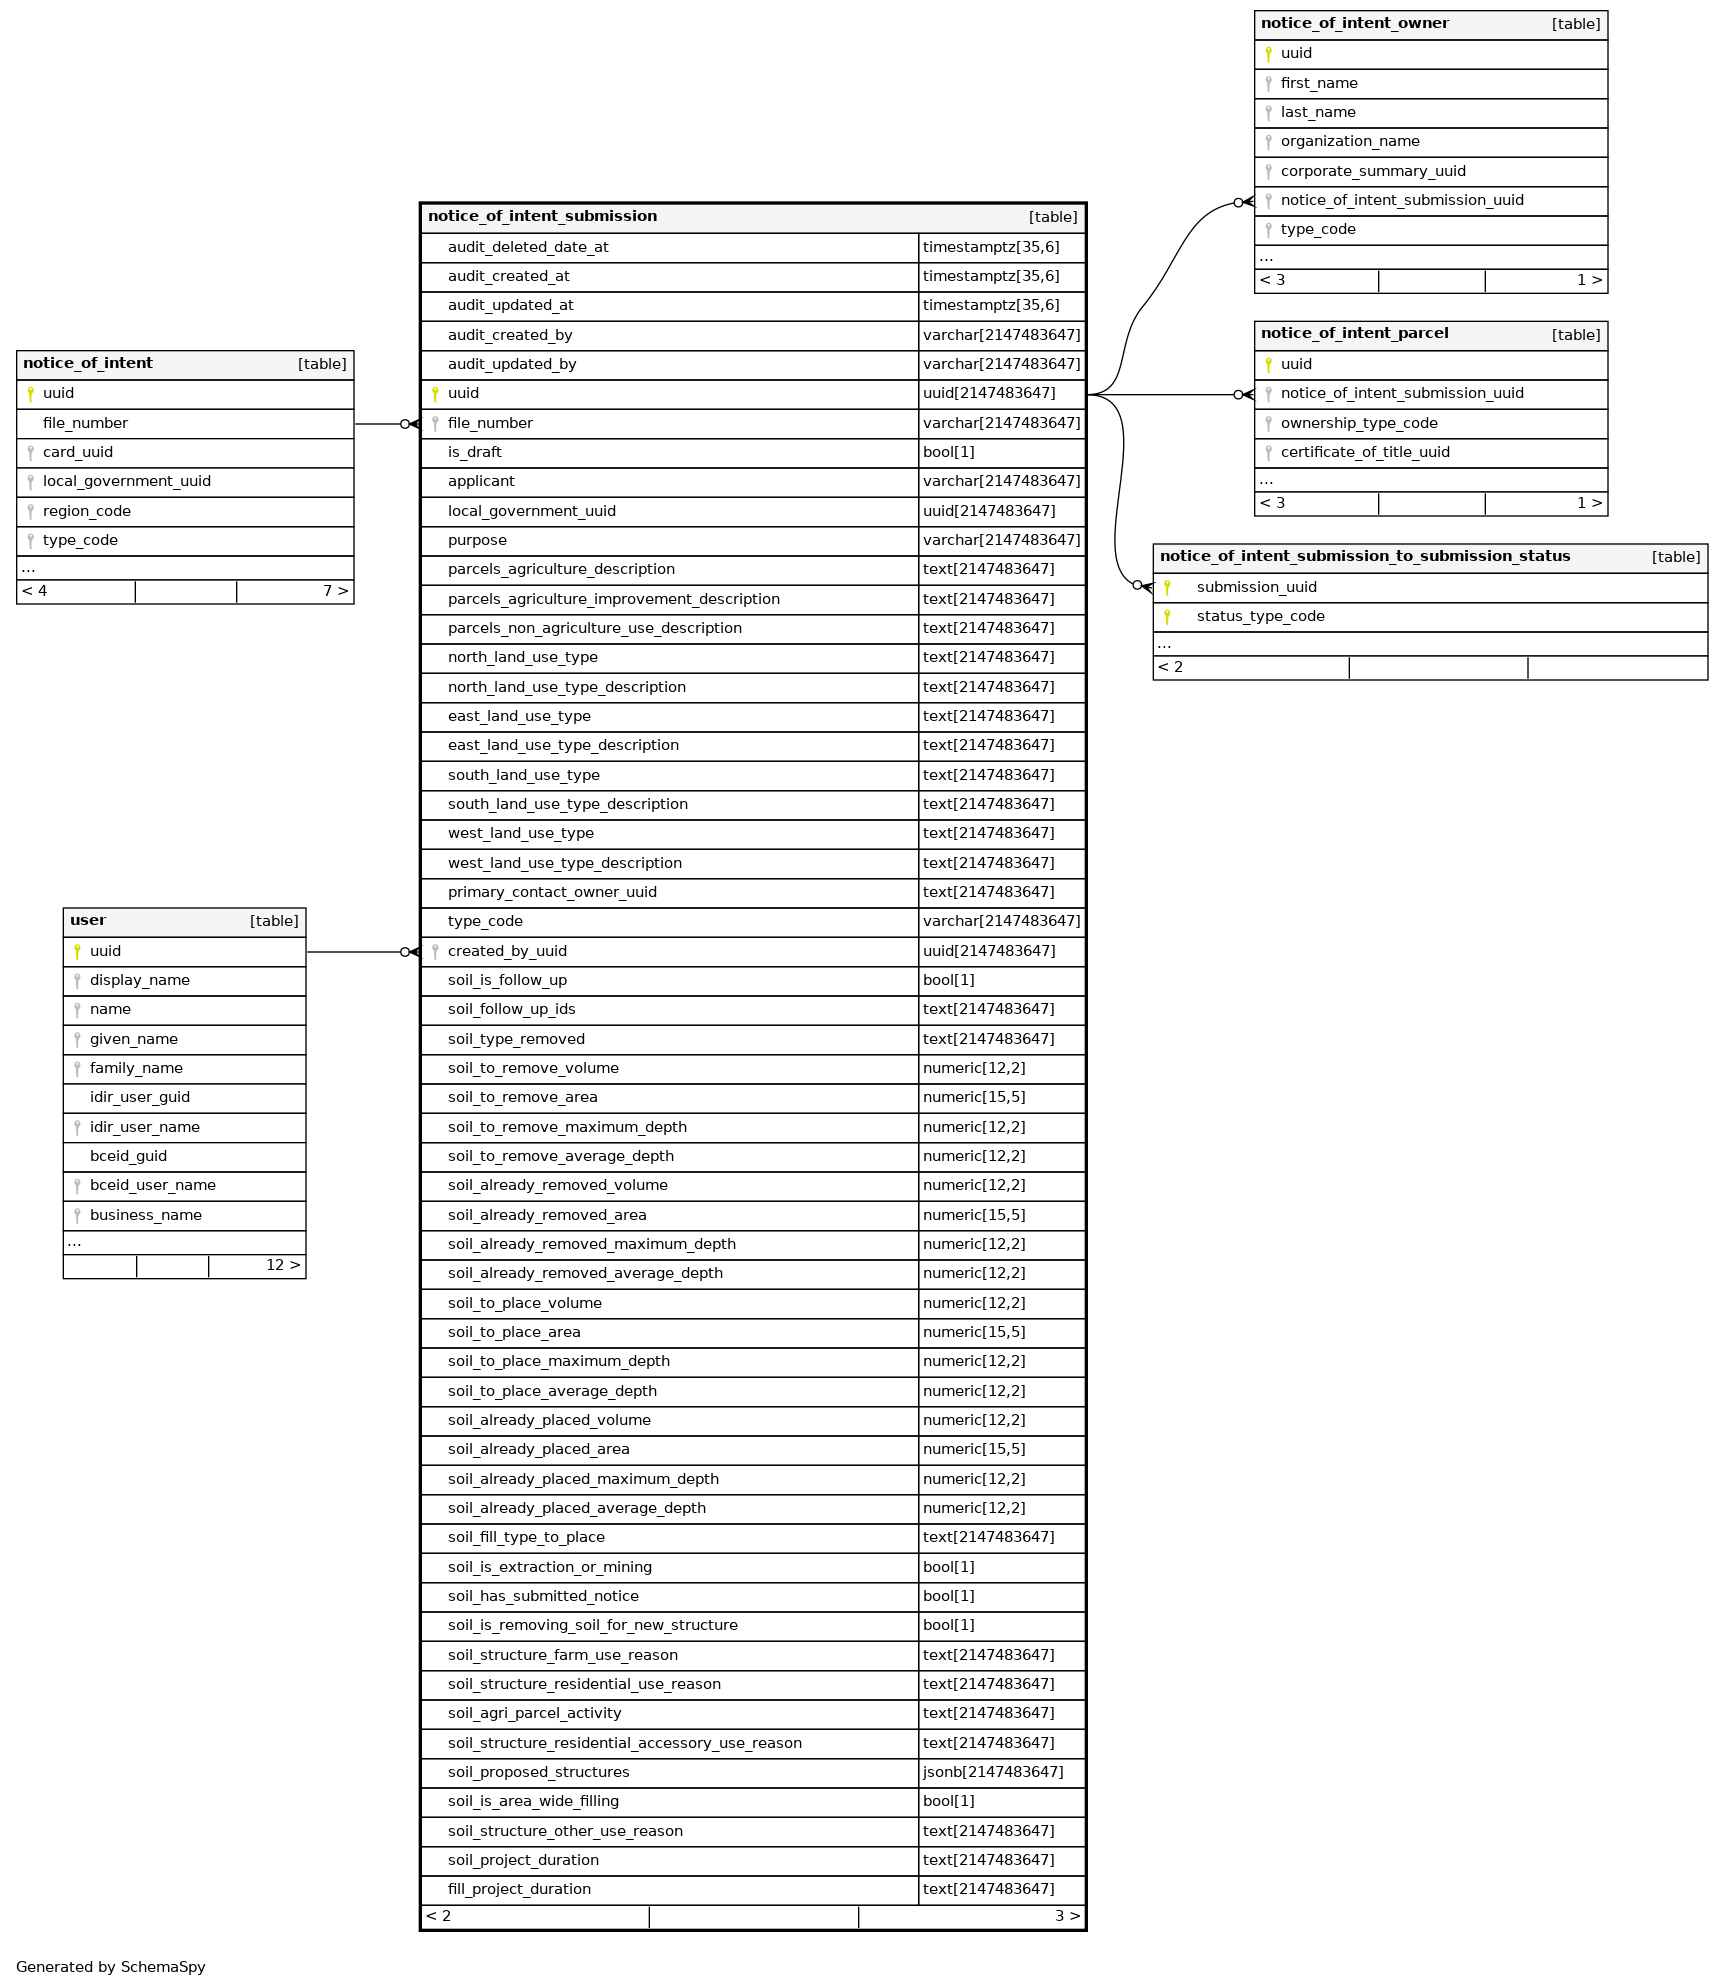 notice_of_intent_owner [table]
uuid
first_name
last_name
organization_name
corporate_summary_uuid
notice_of_intent_submission_uuid
type_code
...
< 3 1 >
notice_of_intent_submission [table]
audit_deleted_date_at timestamptz[35,6]
audit_created_at timestamptz[35,6]
audit_updated_at timestamptz[35,6]
audit_created_by varchar[2147483647]
audit_updated_by varchar[2147483647]
uuid uuid[2147483647]
file_number varchar[2147483647]
is_draft bool[1]
applicant varchar[2147483647]
local_government_uuid uuid[2147483647]
purpose varchar[2147483647]
parcels_agriculture_description text[2147483647]
parcels_agriculture_improvement_description text[2147483647]
parcels_non_agriculture_use_description text[2147483647]
north_land_use_type text[2147483647]
north_land_use_type_description text[2147483647]
east_land_use_type text[2147483647]
east_land_use_type_description text[2147483647]
south_land_use_type text[2147483647]
south_land_use_type_description text[2147483647]
west_land_use_type text[2147483647]
west_land_use_type_description text[2147483647]
primary_contact_owner_uuid text[2147483647]
type_code varchar[2147483647]
created_by_uuid uuid[2147483647]
soil_is_follow_up bool[1]
soil_follow_up_ids text[2147483647]
soil_type_removed text[2147483647]
soil_to_remove_volume numeric[12,2]
soil_to_remove_area numeric[15,5]
soil_to_remove_maximum_depth numeric[12,2]
soil_to_remove_average_depth numeric[12,2]
soil_already_removed_volume numeric[12,2]
soil_already_removed_area numeric[15,5]
soil_already_removed_maximum_depth numeric[12,2]
soil_already_removed_average_depth numeric[12,2]
soil_to_place_volume numeric[12,2]
soil_to_place_area numeric[15,5]
soil_to_place_maximum_depth numeric[12,2]
soil_to_place_average_depth numeric[12,2]
soil_already_placed_volume numeric[12,2]
soil_already_placed_area numeric[15,5]
soil_already_placed_maximum_depth numeric[12,2]
soil_already_placed_average_depth numeric[12,2]
soil_fill_type_to_place text[2147483647]
soil_is_extraction_or_mining bool[1]
soil_has_submitted_notice bool[1]
soil_is_removing_soil_for_new_structure bool[1]
soil_structure_farm_use_reason text[2147483647]
soil_structure_residential_use_reason text[2147483647]
soil_agri_parcel_activity text[2147483647]
soil_structure_residential_accessory_use_reason text[2147483647]
soil_proposed_structures jsonb[2147483647]
soil_is_area_wide_filling bool[1]
soil_structure_other_use_reason text[2147483647]
soil_project_duration text[2147483647]
fill_project_duration text[2147483647]
< 2 3 >
notice_of_intent_parcel [table]
uuid
notice_of_intent_submission_uuid
ownership_type_code
certificate_of_title_uuid
...
< 3 1 >
notice_of_intent [table]
uuid
file_number
card_uuid
local_government_uuid
region_code
type_code
...
< 4 7 >
notice_of_intent_submission_to_submission_status [table]
submission_uuid
status_type_code
...
< 2
user [table]
uuid
display_name
name
given_name
family_name
idir_user_guid
idir_user_name
bceid_guid
bceid_user_name
business_name
...
12 >
Generated by SchemaSpy